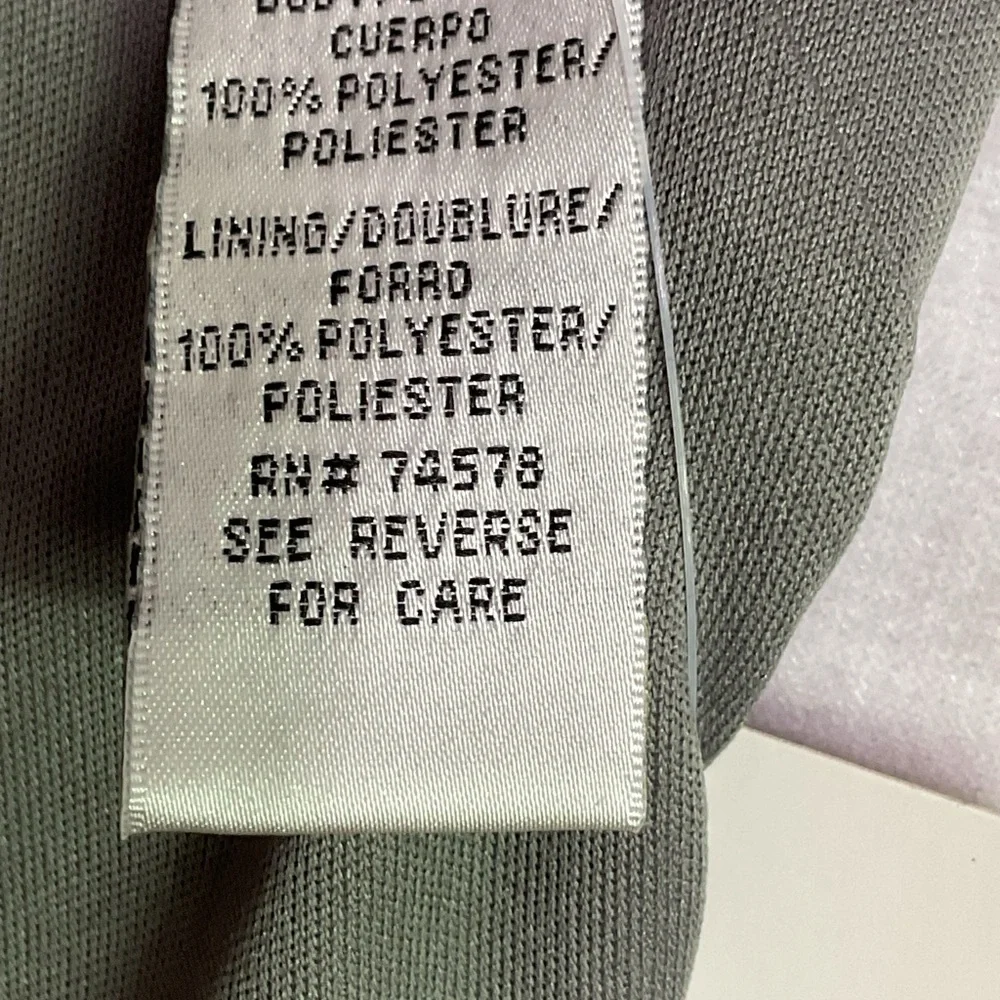 CUERPO
100% POLYESTER/
POLIESTER
LINING/DOUBLURE/
FORRO
100% POLYESTER/
POLIESTER
RN# 74578
SEE REVERSE
FOR CARE